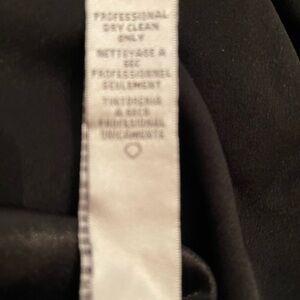 PROFESSIONAL
DRY CLEAN
ONLY
NETTOYAGE A
SEC
PROFESSIONNEL
SEULEMENT
TINTORERIA
A SECO
PROFESIONAL
UNICAMENTE